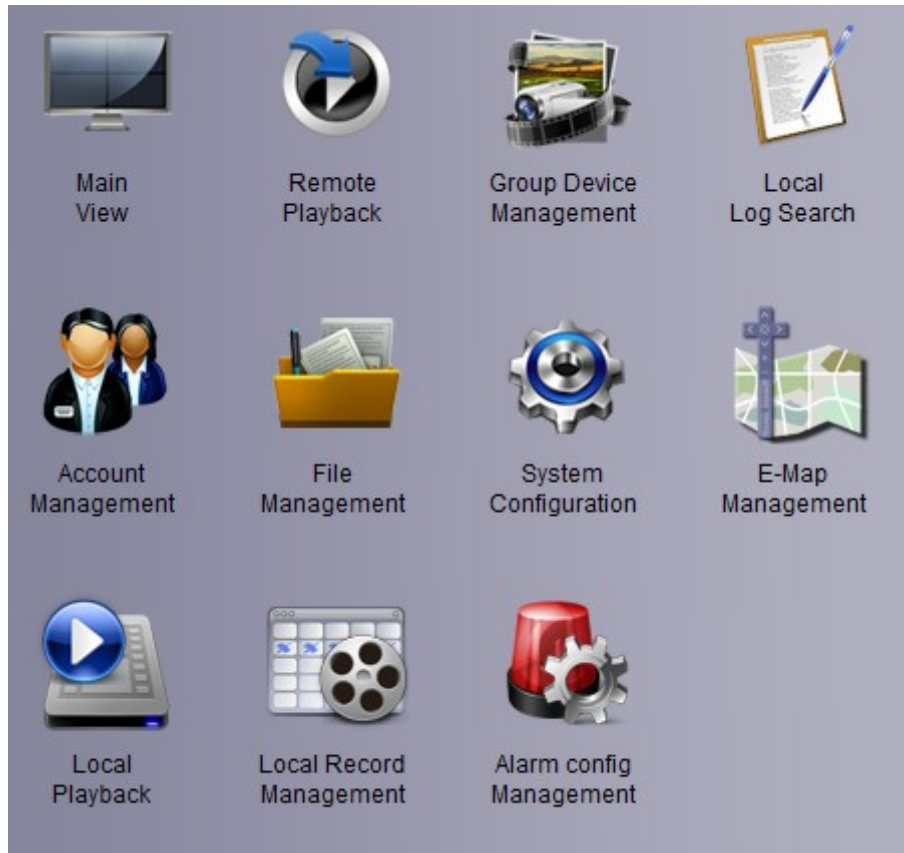 Main
View
Remote
Playback
Group Device
Management
Local
Log Search
Account
Management
File
Management
System
Configuration
E-Map
Management
Local
Playback
Local Record
Management
Alarm config
Management